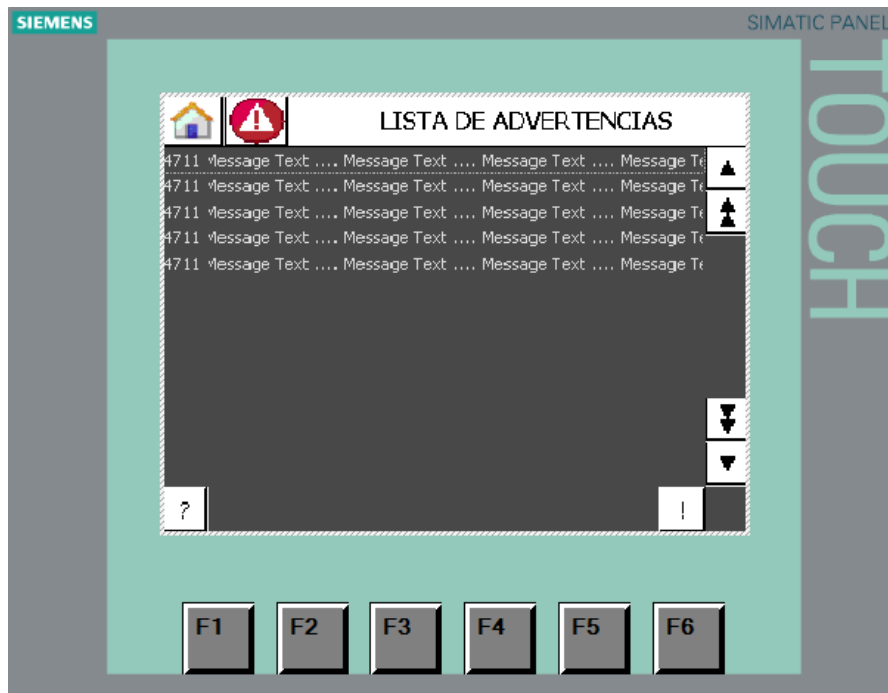 SIEMENS
SIMATIC PANEL
TOUCH
LISTA DE ADVERTENCIAS
4711 Message Text .... Message Text .... Message Text .... Message Te
4711 Message Text .... Message Text .... Message Text .... Message Te
4711 Message Text .... Message Text .... Message Text .... Message Te
4711 Message Text .... Message Text .... Message Text .... Message Te
4711 Message Text .... Message Text .... Message Text .... Message Te
? !
F1 F2 F3 F4 F5 F6